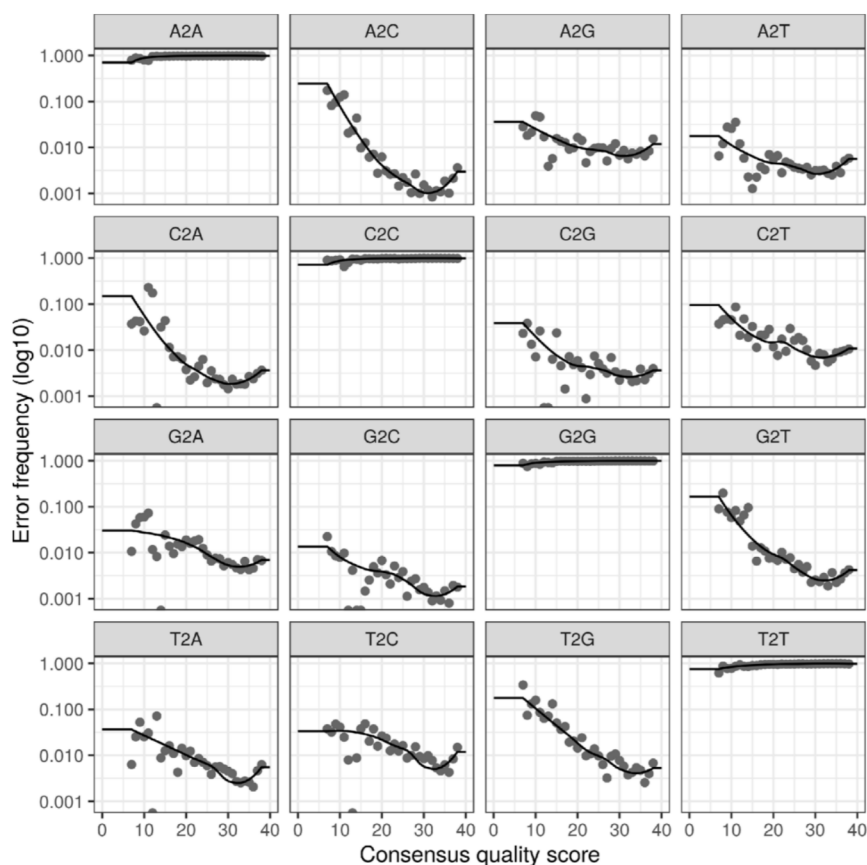 A2A A2C A2G A2T
1.000
0.100
0.010
0.001
C2A C2C C2G C2T
1.000
0.100
0.010
0.001
G2A G2C G2G G2T
1.000
0.100
0.010
0.001
T2A T2C T2G T2T
1.000
0.100
0.010
0.001
0 10 20 30 40 0 10 20 30 40 0 10 20 30 40 0 10 20 30 40
Consensus quality score
Error frequency (log10)